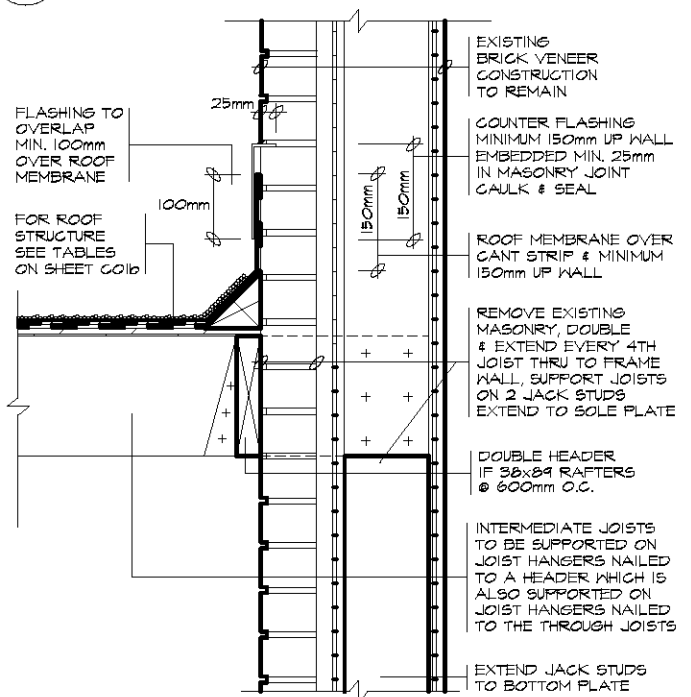 FLASHING TO
OVERLAP
MIN. 100mm
OVER ROOF
MEMBRANE
FOR ROOF
STRUCTURE
SEE TABLES
ON SHEET C01b
25mm
100mm
150mm
150mm
EXISTING
BRICK VENEER
CONSTRUCTION
TO REMAIN
COUNTER FLASHING
MINIMUM 150mm UP WALL
EMBEDDED MIN. 25mm
IN MASONRY JOINT
CAULK & SEAL
ROOF MEMBRANE OVER
CANT STRIP & MINIMUM
150mm UP WALL
REMOVE EXISTING
MASONRY, DOUBLE
& EXTEND EVERY 4TH
JOIST THRU TO FRAME
WALL, SUPPORT JOISTS
ON 2 JACK STUDS
EXTEND TO SOLE PLATE
DOUBLE HEADER
IF 38x89 RAFTERS
@ 600mm O.C.
INTERMEDIATE JOISTS
TO BE SUPPORTED ON
JOIST HANGERS NAILED
TO A HEADER WHICH IS
ALSO SUPPORTED ON
JOIST HANGERS NAILED
TO THE THROUGH JOISTS
EXTEND JACK STUDS
TO BOTTOM PLATE